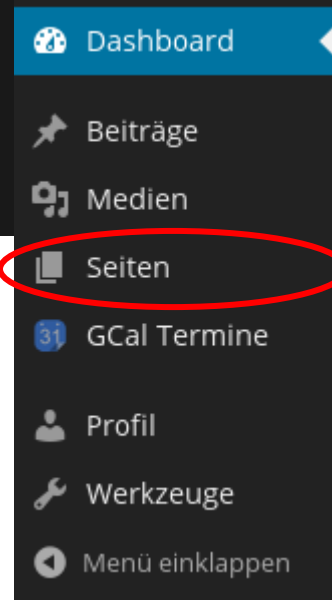 Dashboard
Beiträge
Medien
Seiten
31
GCal Termine
Profil
Werkzeuge
Menü einklappen